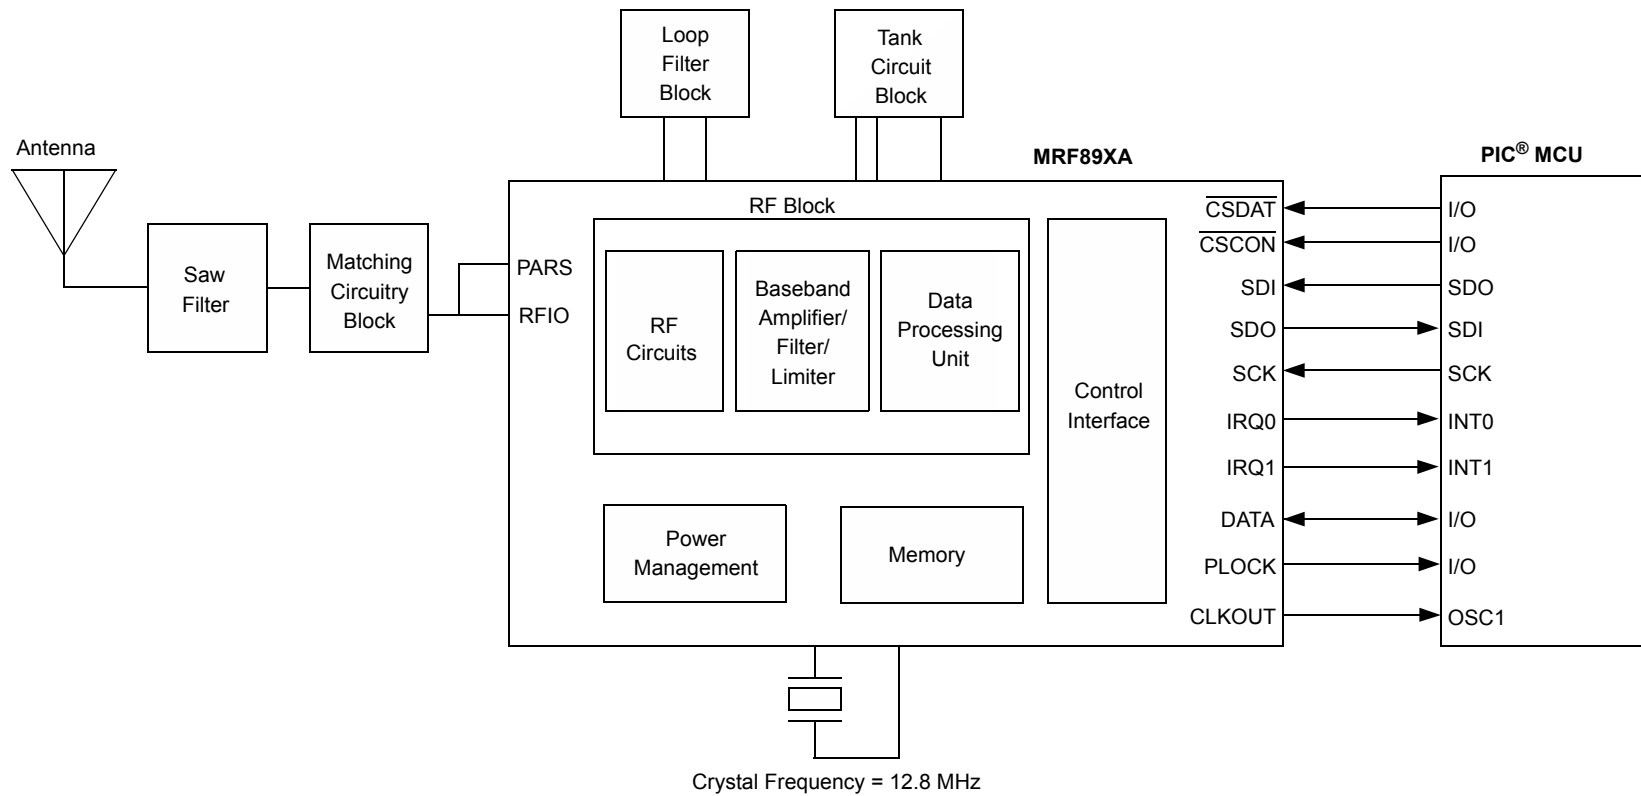 Loop
Filter
Block
Tank
Circuit
Block
Antenna
MRF89XA
PIC® MCU
Saw
Filter
Matching
Circuitry
Block
PARS
RFIO
RF Block
RF
Circuits
Baseband
Amplifier/
Filter/
Limiter
Data
Processing
Unit
Power
Management
Memory
Control
Interface
CSDAT
CSCON
SDI
SDO
SCK
IRQ0
IRQ1
DATA
PLOCK
CLKOUT
I/O
I/O
SDO
SDI
SCK
INT0
INT1
I/O
I/O
OSC1
Crystal Frequency = 12.8 MHz